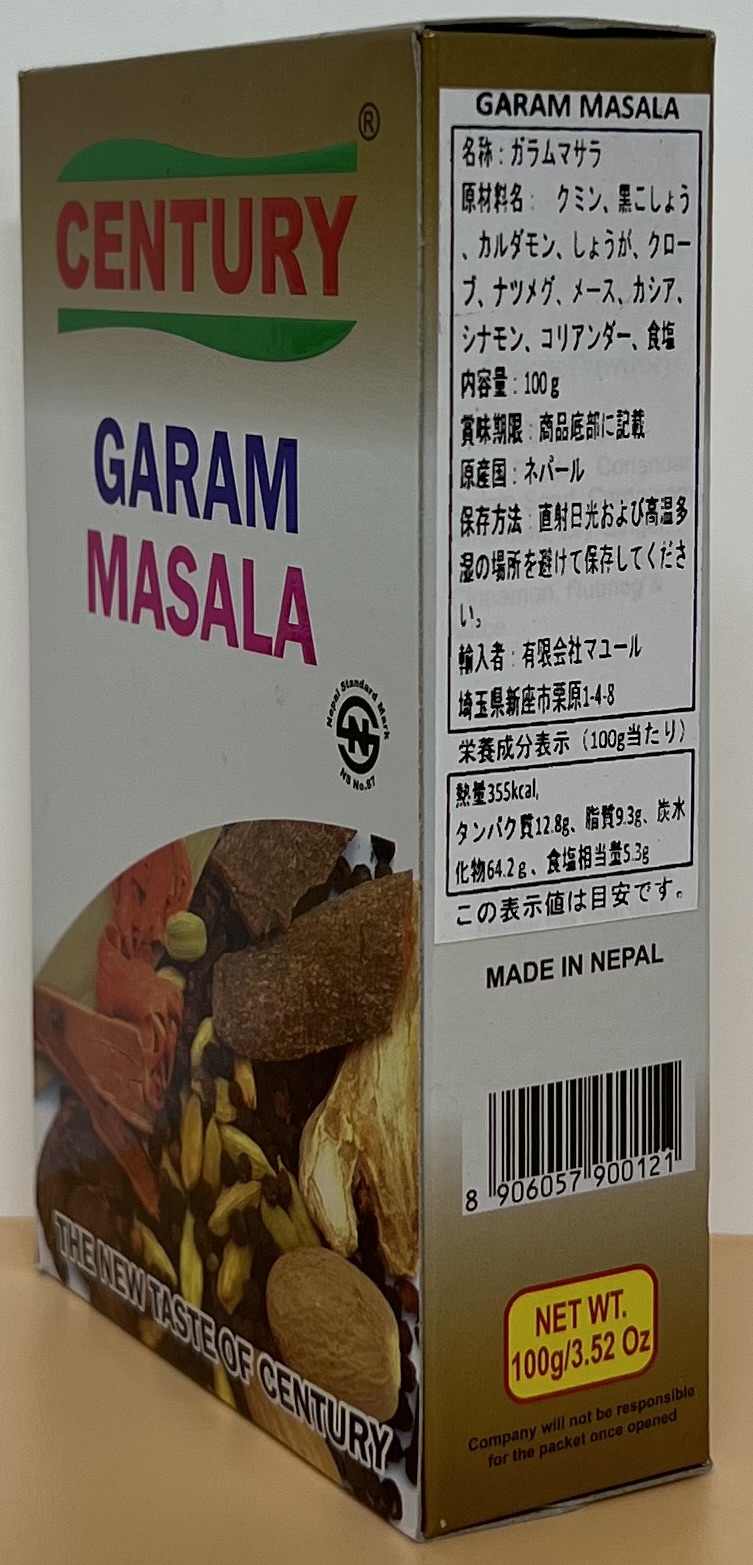 ®
CENTURY
GARAM
MASALA
Nepal Standard Mark
NS
NS No.87
THE NEW TASTE OF CENTURY
GARAM MASALA
名称：ガラムマサラ
原材料名： クミン、黒こしょう
、カルダモン、しょうが、クロー
ブ、ナツメグ、メース、カシア、
シナモン、コリアンダー、食塩
内容量：100g
賞味期限：商品底部に記載
原産国：ネパール
保存方法：直射日光および高温多
湿の場所を避けて保存してくださ
い。
輸入者：有限会社マユール
埼玉県新座市栗原1-4-8
栄養成分表示（100g当たり）
熱量355kcal,
タンパク質12.8g、脂質9.3g、炭水
化物64.2g、食塩相当量5.3g
この表示値は目安です。
MADE IN NEPAL
8 906057 900121
NET WT.
100g/3.52 Oz
Company will not be responsible
for the packet once opened